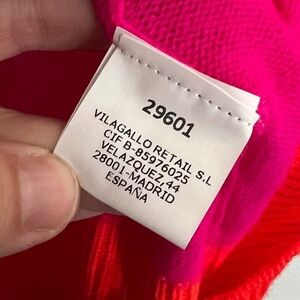 29601
VILAGALLO RETAIL S.L
CIF B-85976025
VELAZQUEZ 44
28001-MADRID
ESPAÑA